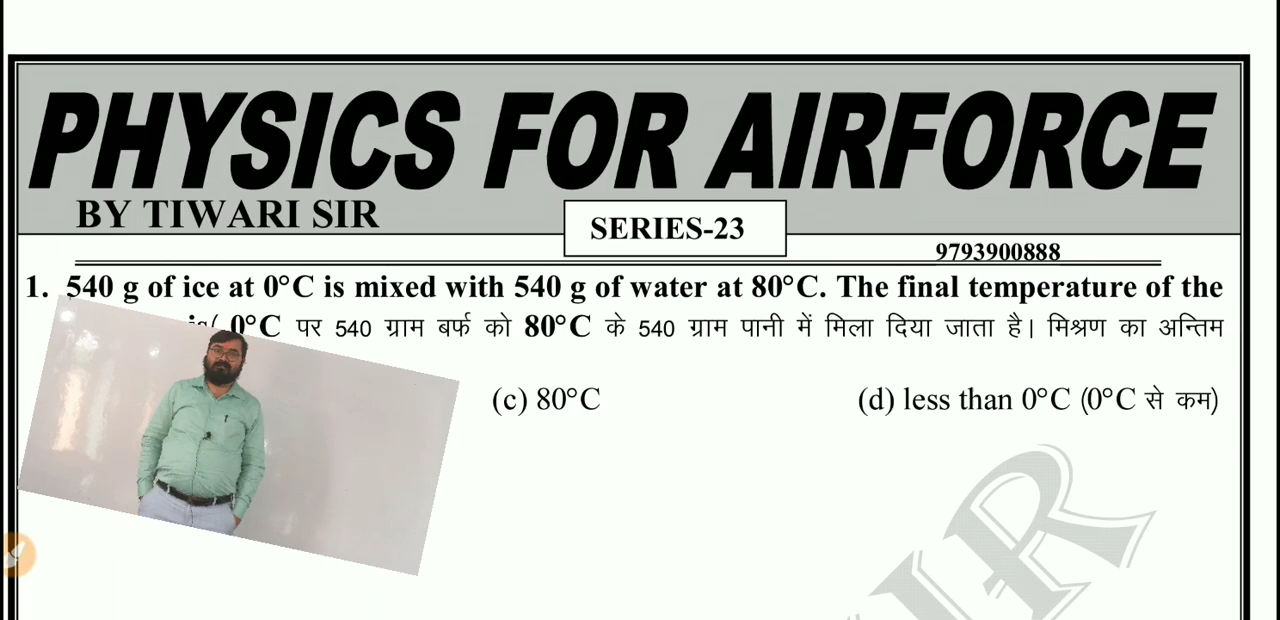 PHYSICS FOR AIRFORCE
BY TIWARI SIR
SERIES-23
9793900888
1. 540 g of ice at 0°C is mixed with 540 g of water at 80°C. The final temperature of the
0°C पर 540 ग्राम बर्फ को 80°C के 540 ग्राम पानी में मिला दिया जाता है। मिश्रण का अन्तिम
(c) 80°C (d) less than 0°C (0°C से कम)